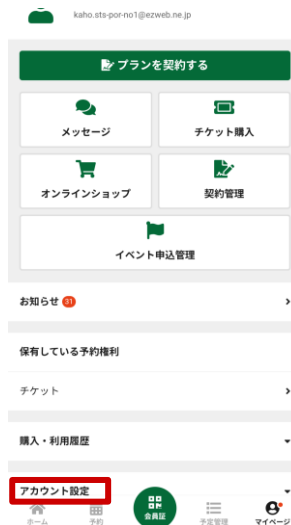 kaho.sts-por-no1@ezweb.ne.jp
プランを契約する
メッセージ
チケット購入
オンラインショップ
契約管理
イベント申込管理
お知らせ 31
保有している予約権利
チケット
購入・利用履歴
アカウント設定
ホーム
予約
会員証
予定管理
マイページ